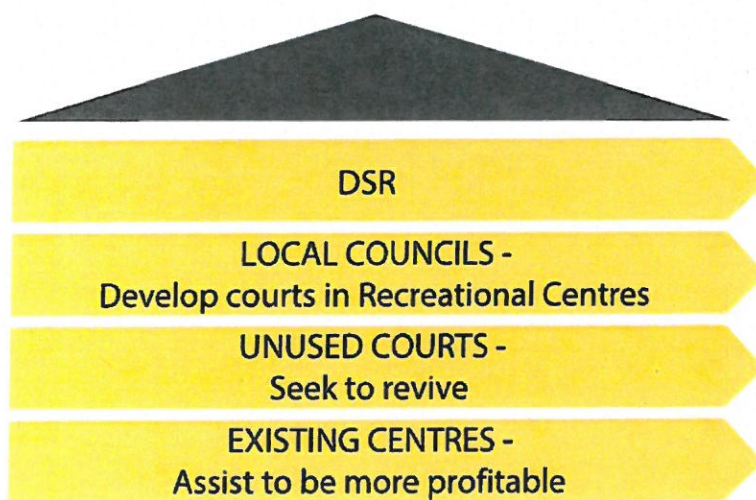 DSR
LOCAL COUNCILS -
Develop courts in Recreational Centres
UNUSED COURTS -
Seek to revive
EXISTING CENTRES -
Assist to be more profitable